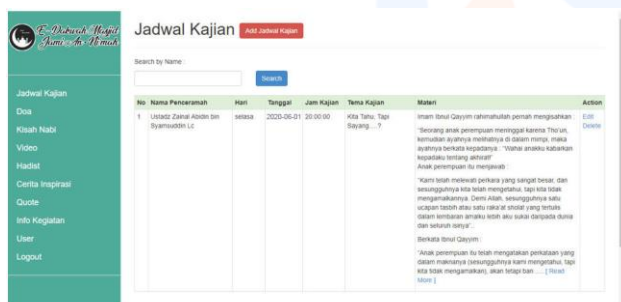 E-Dakwah Masjid
Jami' An-Ni'mah
Jadwal Kajian
Add Jadwal Kajian
Search by Name :
Search
Jadwal Kajian
Doa
Kisah Nabi
Video
Hadist
Cerita Inspirasi
Quote
Info Kegiatan
User
Logout
No Nama Penceramah Hari Tanggal Jam Kajian Tema Kajian Materi Action
1 Ustadz Zainal Abidin bin Syamsuddin Lc selasa 2020-06-01 20:00:00 Kita Tahu, Tapi Sayang....? Edit Delete
Imam Ibnul Qayyim rahimahullah pernah mengisahkan :
"Seorang anak perempuan meninggal karena Tho'un,
kemudian ayahnya melihatnya di dalam mimpi, maka
ayahnya berkata kepadanya : "Wahai anakku kabarkan
kepadaku tentang akhirat!"
Anak perempuan itu menjawab :
"Kami telah melewati perkara yang sangat besar, dan
sesungguhnya kita telah mengetahui, tapi kita tidak
mengamalkannya. Demi Allah, sesungguhnya satu
ucapan tasbih atau satu raka'at sholat yang tertulis
dalam lembaran amalku lebih aku sukai daripada dunia
dan seluruh isinya"..
Berkata Ibnul Qayyim :
"Anak perempuan itu telah mengatakan perkataan yang
dalam maknanya (sesungguhnya kami mengetahui, tapi
kita tidak mengamalkan), akan tetapi ban ..... [ Read
More ]